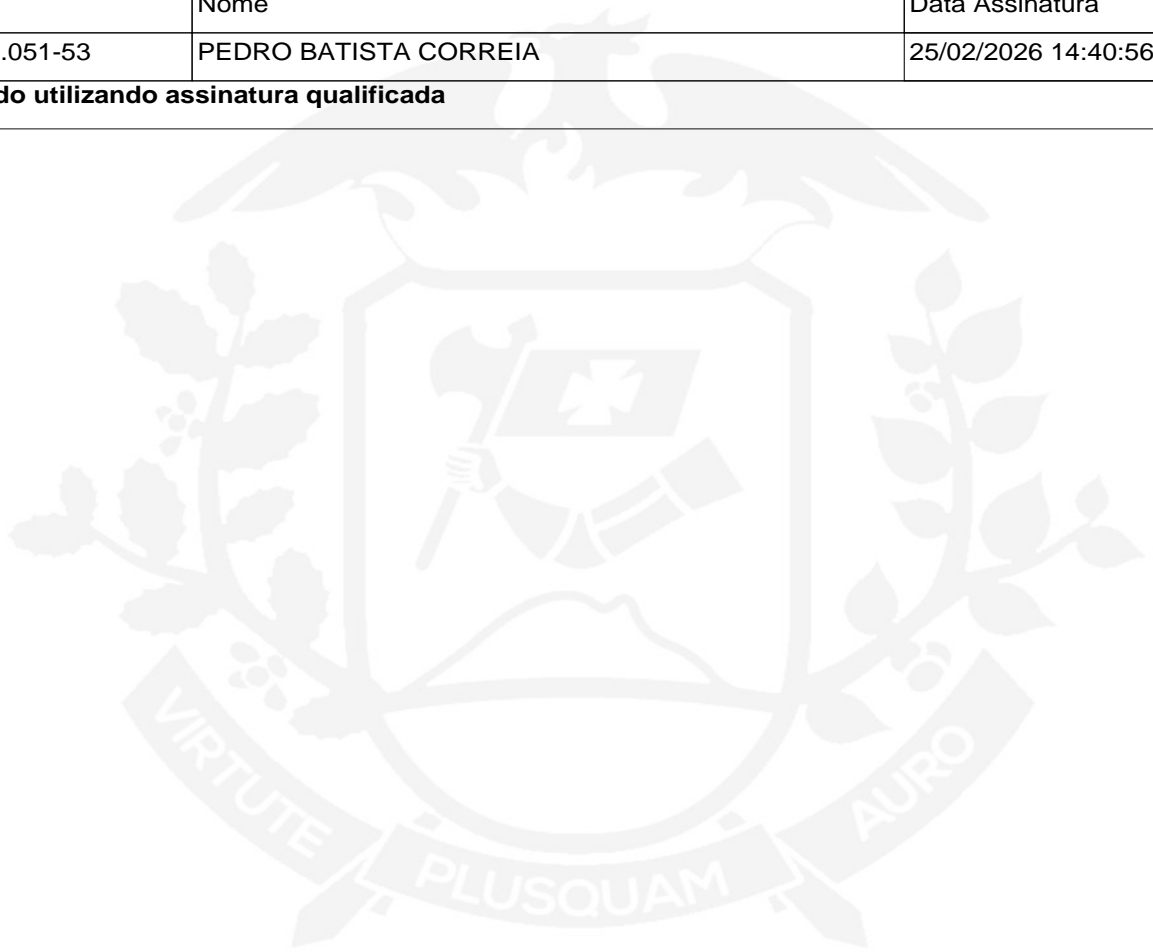 Nome Data Assinatura
.051-53 PEDRO BATISTA CORREIA 25/02/2026 14:40:56
do utilizando assinatura qualificada
VIRTUTE PLUSQUAM AURO